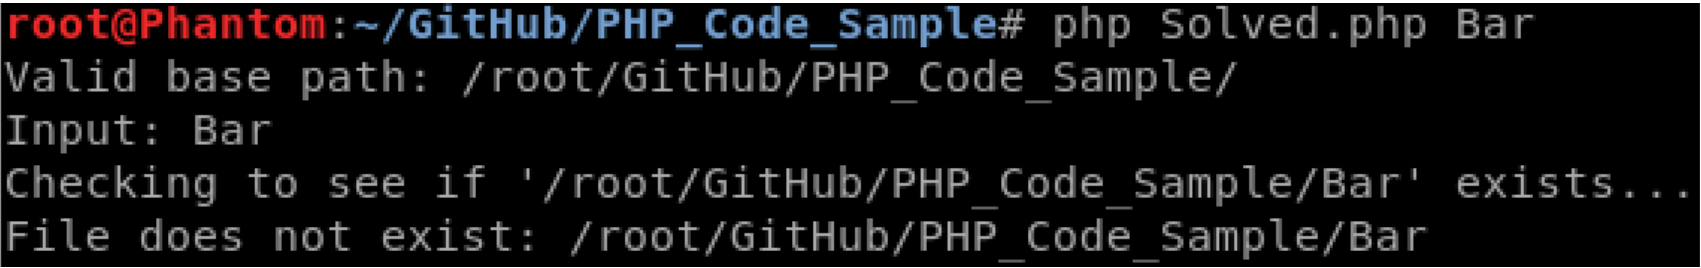 root@Phantom:~/GitHub/PHP_Code_Sample# php Solved.php Bar
Valid base path: /root/GitHub/PHP_Code_Sample/
Input: Bar
Checking to see if '/root/GitHub/PHP_Code_Sample/Bar' exists...
File does not exist: /root/GitHub/PHP_Code_Sample/Bar